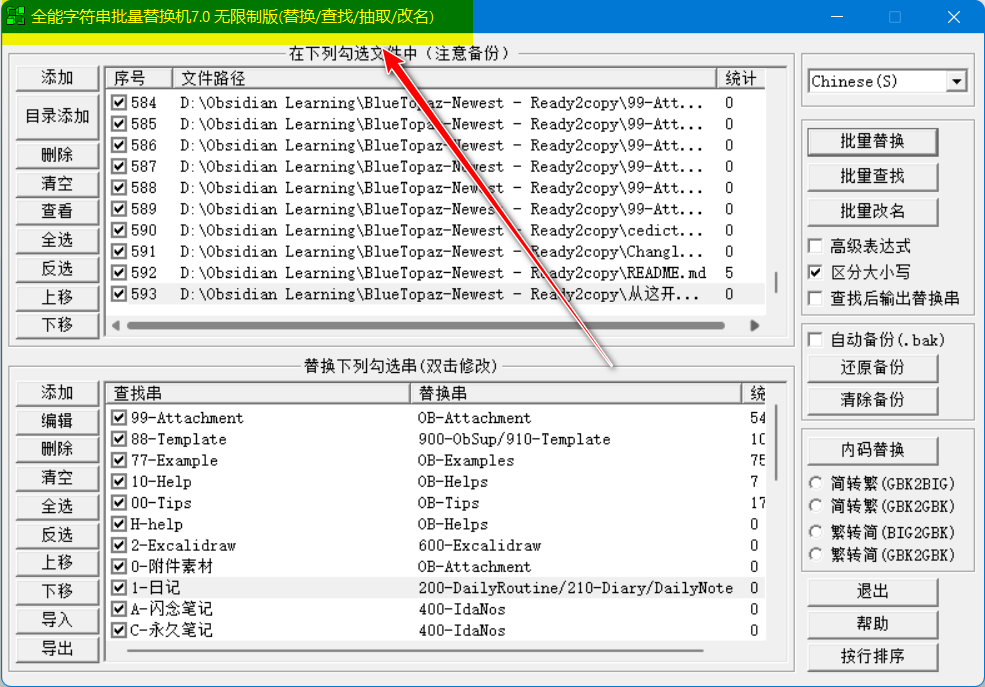 全能字符串批量替换机7.0 无限制版(替换/查找/抽取/改名)
在下列勾选文件中（注意备份）
添加
目录添加
删除
清空
查看
全选
反选
上移
下移
序号 文件路径 统计
584 D:\Obsidian Learning\BlueTopaz-Newest - Ready2copy\99-Att... 0
585 D:\Obsidian Learning\BlueTopaz-Newest - Ready2copy\99-Att... 0
586 D:\Obsidian Learning\BlueTopaz-Newest - Ready2copy\99-Att... 0
587 D:\Obsidian Learning\BlueTopaz-Newest - Ready2copy\99-Att... 0
588 D:\Obsidian Learning\BlueTopaz-Newest - Ready2copy\99-Att... 0
589 D:\Obsidian Learning\BlueTopaz-Newest - Ready2copy\99-Att... 0
590 D:\Obsidian Learning\BlueTopaz-Newest - Ready2copy\cedict... 0
591 D:\Obsidian Learning\BlueTopaz-Newest - Ready2copy\Changl... 0
592 D:\Obsidian Learning\BlueTopaz-Newest - Ready2copy\README.md 5
593 D:\Obsidian Learning\BlueTopaz-Newest - Ready2copy\从这开... 0
替换下列勾选串(双击修改)
添加
编辑
删除
清空
全选
反选
上移
下移
导入
导出
查找串 替换串 统
99-Attachment OB-Attachment 54
88-Template 900-ObSup/910-Template 10
77-Example OB-Examples 75
10-Help OB-Helps 7
00-Tips OB-Tips 17
H-help OB-Helps 0
2-Excalidraw 600-Excalidraw 0
0-附件素材 OB-Attachment 0
1-日记 200-DailyRoutine/210-Diary/DailyNote 0
A-闪念笔记 400-IdaNos 0
C-永久笔记 400-IdaNos 0
Chinese(S)
批量替换
批量查找
批量改名
高级表达式
区分大小写
查找后输出替换串
自动备份(.bak)
还原备份
清除备份
内码替换
简转繁(GBK2BIG)
简转繁(GBK2GBK)
繁转简(BIG2GBK)
繁转简(GBK2GBK)
退出
帮助
按行排序